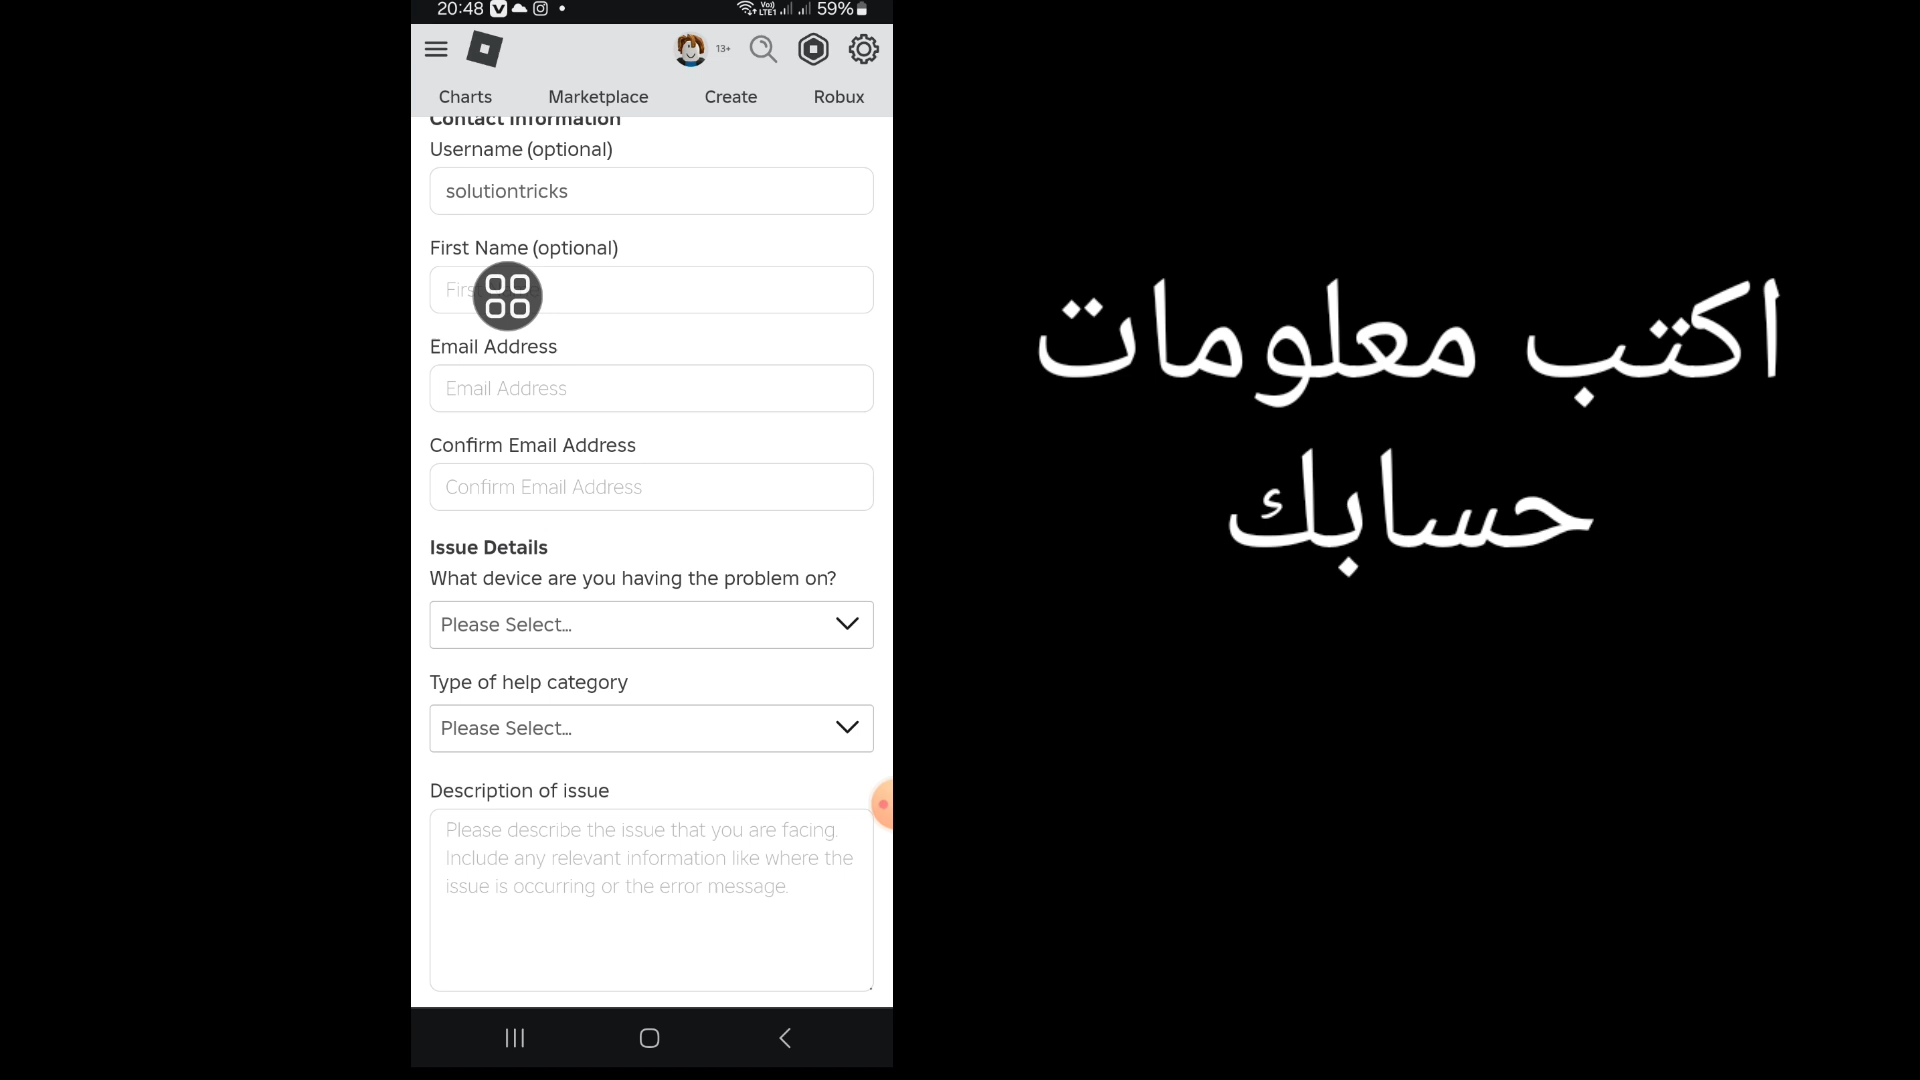 20:48
LTE1
59%
13+
Charts
Marketplace
Create
Robux
Contact Information
Username (optional)
solutiontricks
First Name (optional)
Email Address
Email Address
Confirm Email Address
Confirm Email Address
Issue Details
What device are you having the problem on?
Please Select...
Type of help category
Please Select...
Description of issue
Please describe the issue that you are facing.
Include any relevant information like where the
issue is occurring or the error message.
اكتب معلومات
حسابك